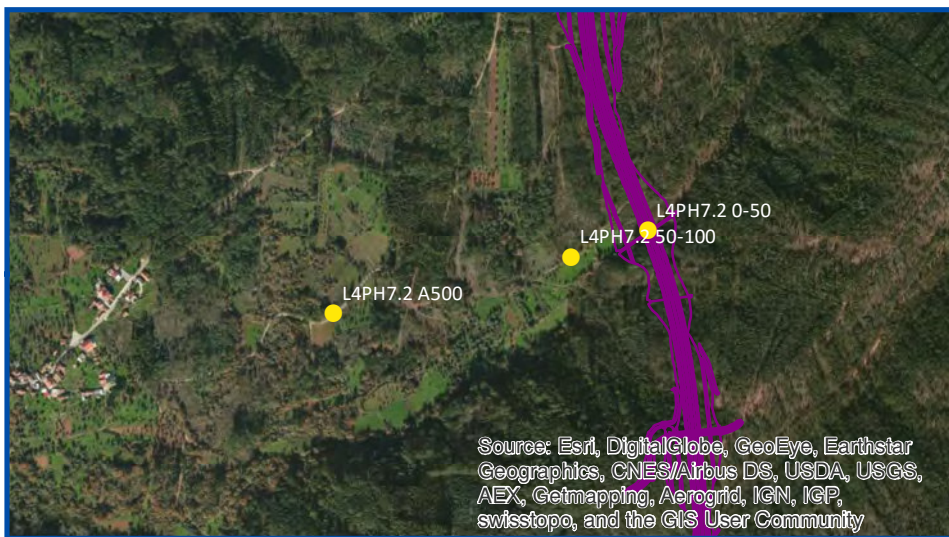 L4PH7.2 0-50
L4PH7.2 50-100
L4PH7.2 A500
Source: Esri, DigitalGlobe, GeoEye, Earthstar
Geographics, CNES/Airbus DS, USDA, USGS,
AEX, Getmapping, Aerogrid, IGN, IGP,
swisstopo, and the GIS User Community